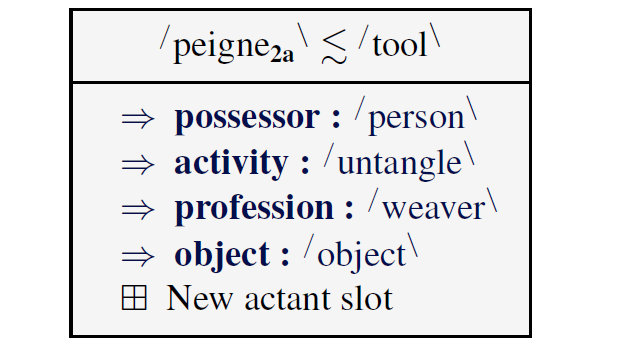 /peigne2a\ ≲ /tool\
⇒ possessor : /person\
⇒ activity : /untangle\
⇒ profession : /weaver\
⇒ object : /object\
⊞ New actant slot